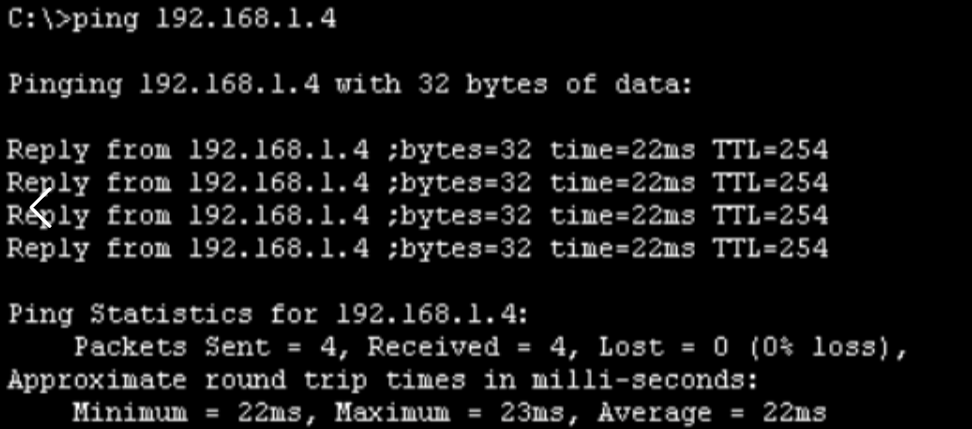 C:\>ping 192.168.1.4
Pinging 192.168.1.4 with 32 bytes of data:
Reply from 192.168.1.4 ;bytes=32 time=22ms TTL=254
Reply from 192.168.1.4 ;bytes=32 time=22ms TTL=254
Reply from 192.168.1.4 ;bytes=32 time=22ms TTL=254
Reply from 192.168.1.4 ;bytes=32 time=22ms TTL=254
Ping Statistics for 192.168.1.4:
Packets Sent = 4, Received = 4, Lost = 0 (0% loss),
Approximate round trip times in milli-seconds:
Minimum = 22ms, Maximum = 23ms, Average = 22ms